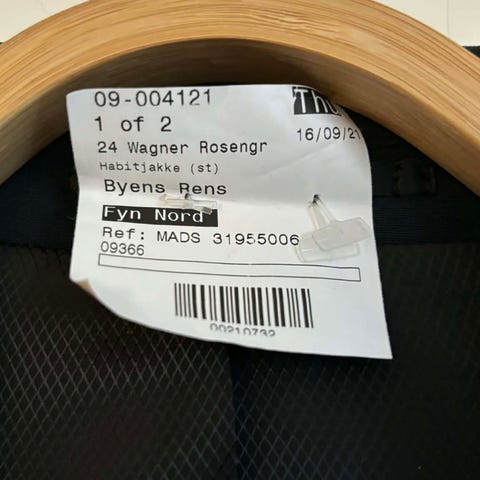 09-004121 Thu
1 of 2 16/09/21
24 Wagner Rosengr
Habitjakke (st)
Byens Rens
Fyn Nord
Ref: MADS 31955006
09366
00210732